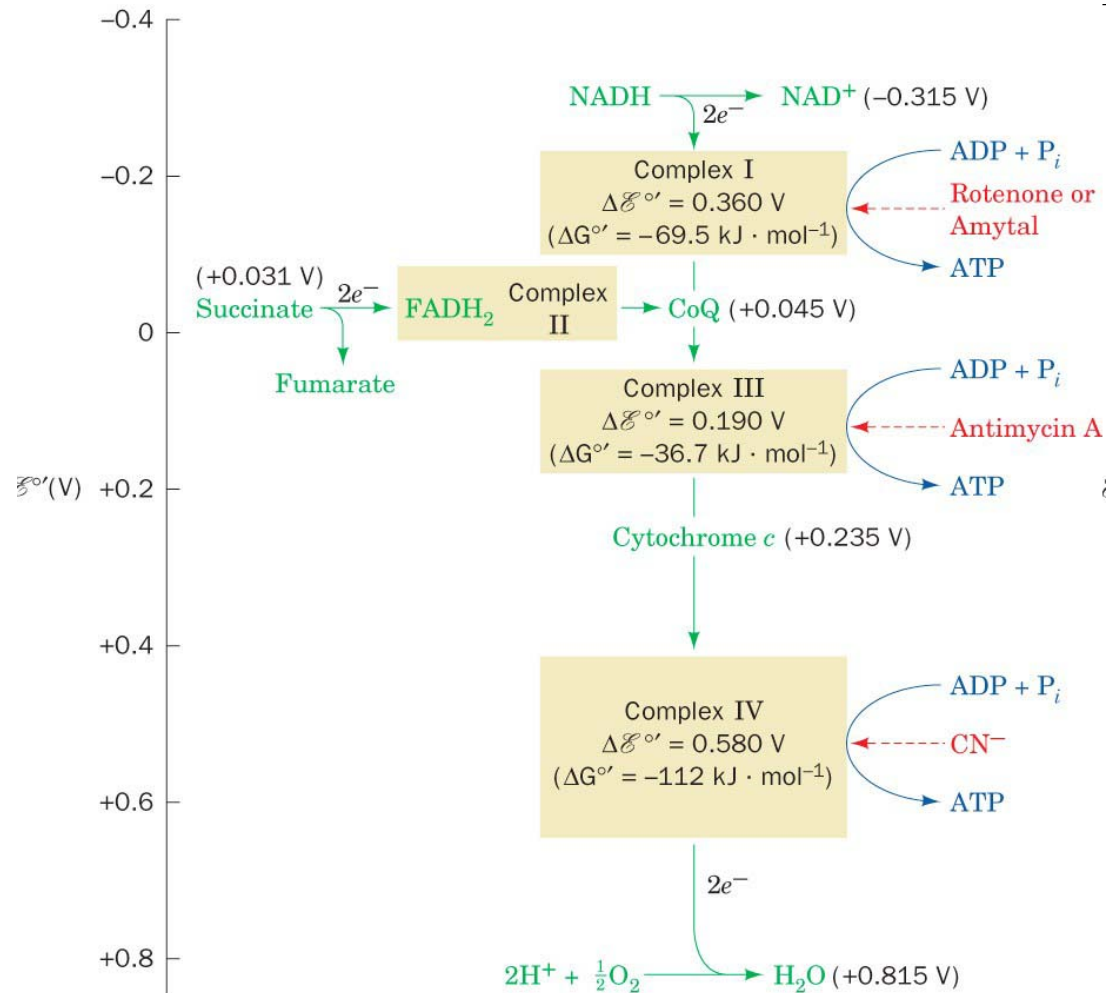 −0.4
NADH
NAD⁺ (−0.315 V)
2e⁻
ADP + Pᵢ
Complex I
−0.2
Δℰ°′ = 0.360 V
Rotenone or
Amytal
(ΔG°′ = −69.5 kJ · mol⁻¹)
ATP
(+0.031 V)
Succinate
2e⁻
FADH₂
Complex
II
CoQ (+0.045 V)
0
Fumarate
ADP + Pᵢ
Complex III
Δℰ°′ = 0.190 V
Antimycin A
(ΔG°′ = −36.7 kJ · mol⁻¹)
ℰ°′(V)
+0.2
ATP
Cytochrome c (+0.235 V)
+0.4
ADP + Pᵢ
Complex IV
Δℰ°′ = 0.580 V
CN⁻
(ΔG°′ = −112 kJ · mol⁻¹)
+0.6
ATP
2e⁻
+0.8
2H⁺ + ½O₂
H₂O (+0.815 V)